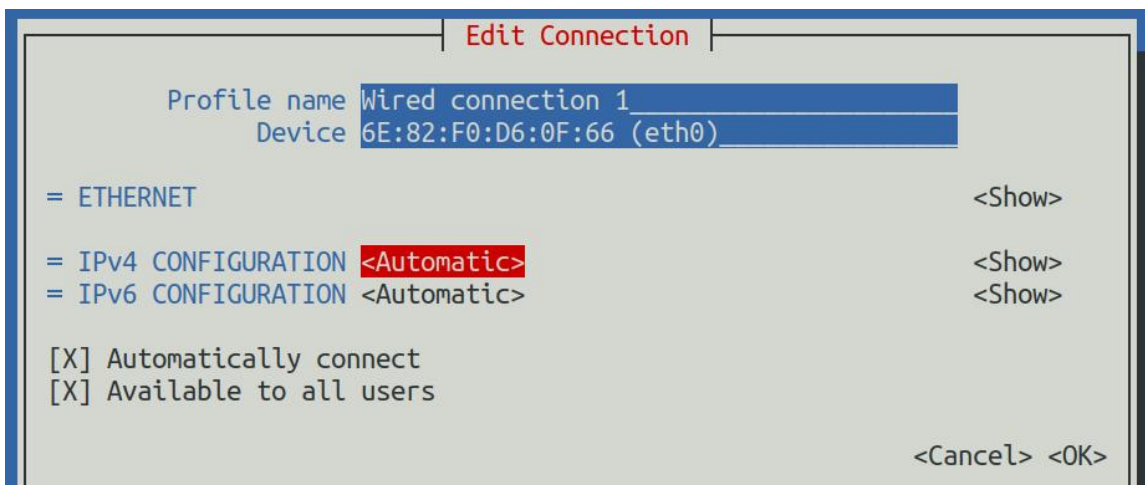 Edit Connection
Profile name Wired connection 1
Device 6E:82:F0:D6:0F:66 (eth0)
= ETHERNET <Show>
= IPv4 CONFIGURATION <Automatic> <Show>
= IPv6 CONFIGURATION <Automatic> <Show>
[X] Automatically connect
[X] Available to all users
<Cancel> <OK>